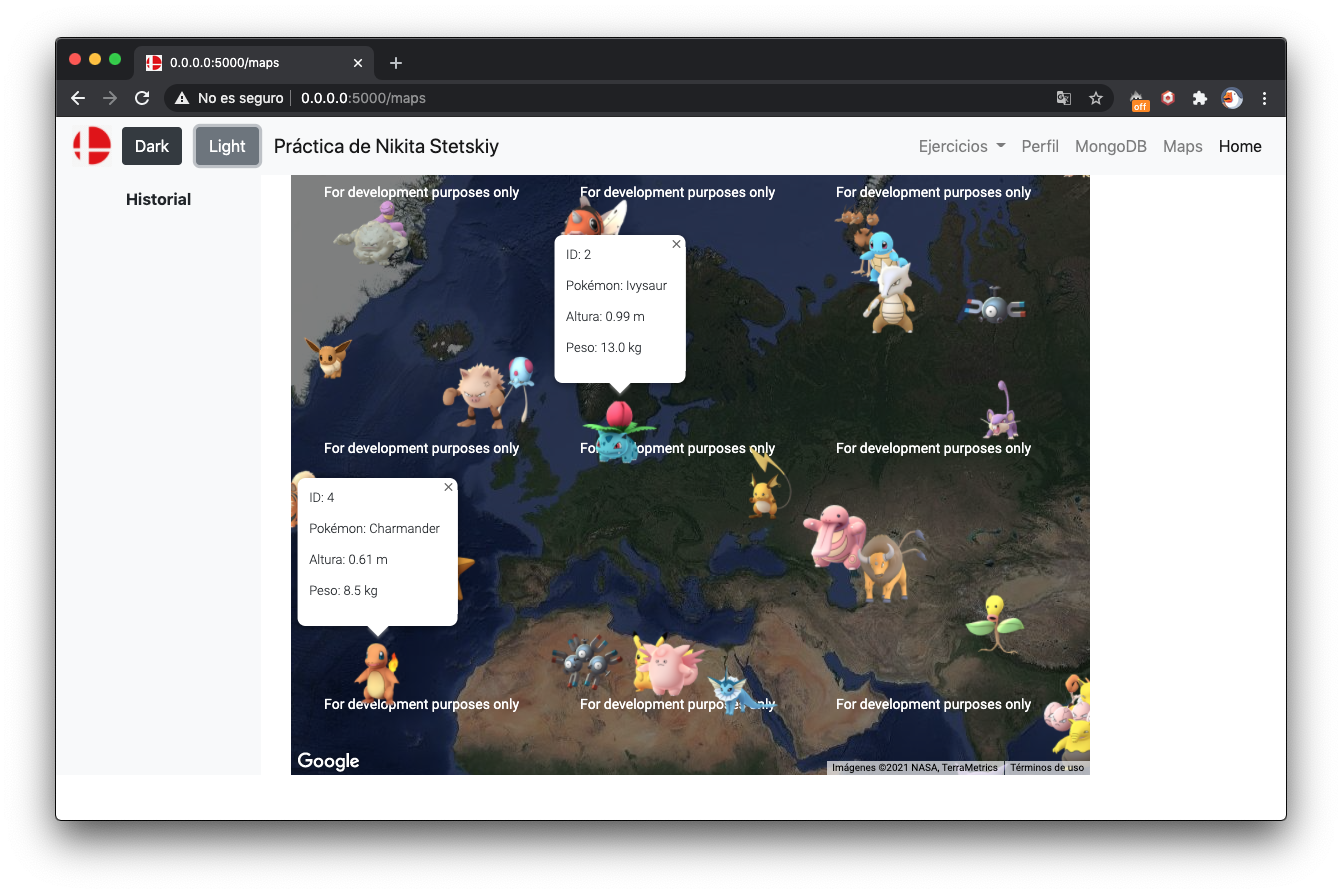 0.0.0.0:5000/maps
No es seguro
0.0.0.0:5000/maps
off
Dark
Light
Práctica de Nikita Stetskiy
Ejercicios
Perfil
MongoDB
Maps
Home
Historial
For development purposes only
For development purposes only
For development purposes only
ID: 2
Pokémon: Ivysaur
Altura: 0.99 m
Peso: 13.0 kg
For development purposes only
For development purposes only
For development purposes only
ID: 4
Pokémon: Charmander
Altura: 0.61 m
Peso: 8.5 kg
For development purposes only
For development purposes only
For development purposes only
Google
Imágenes ©2021 NASA, TerraMetrics
Términos de uso